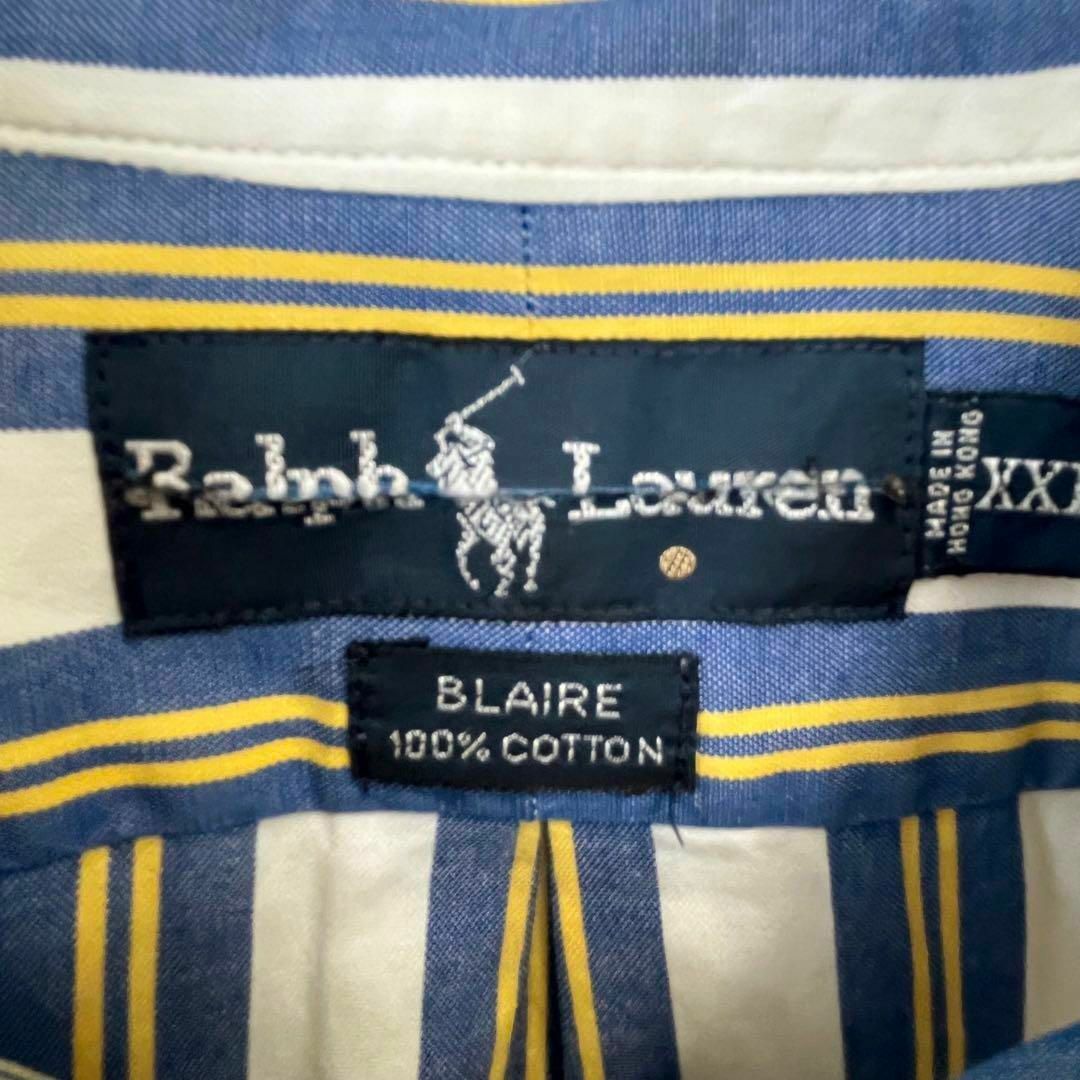 Ralph Lauren
MADE IN
HONG KONG
XXL
BLAIRE
100% COTTON